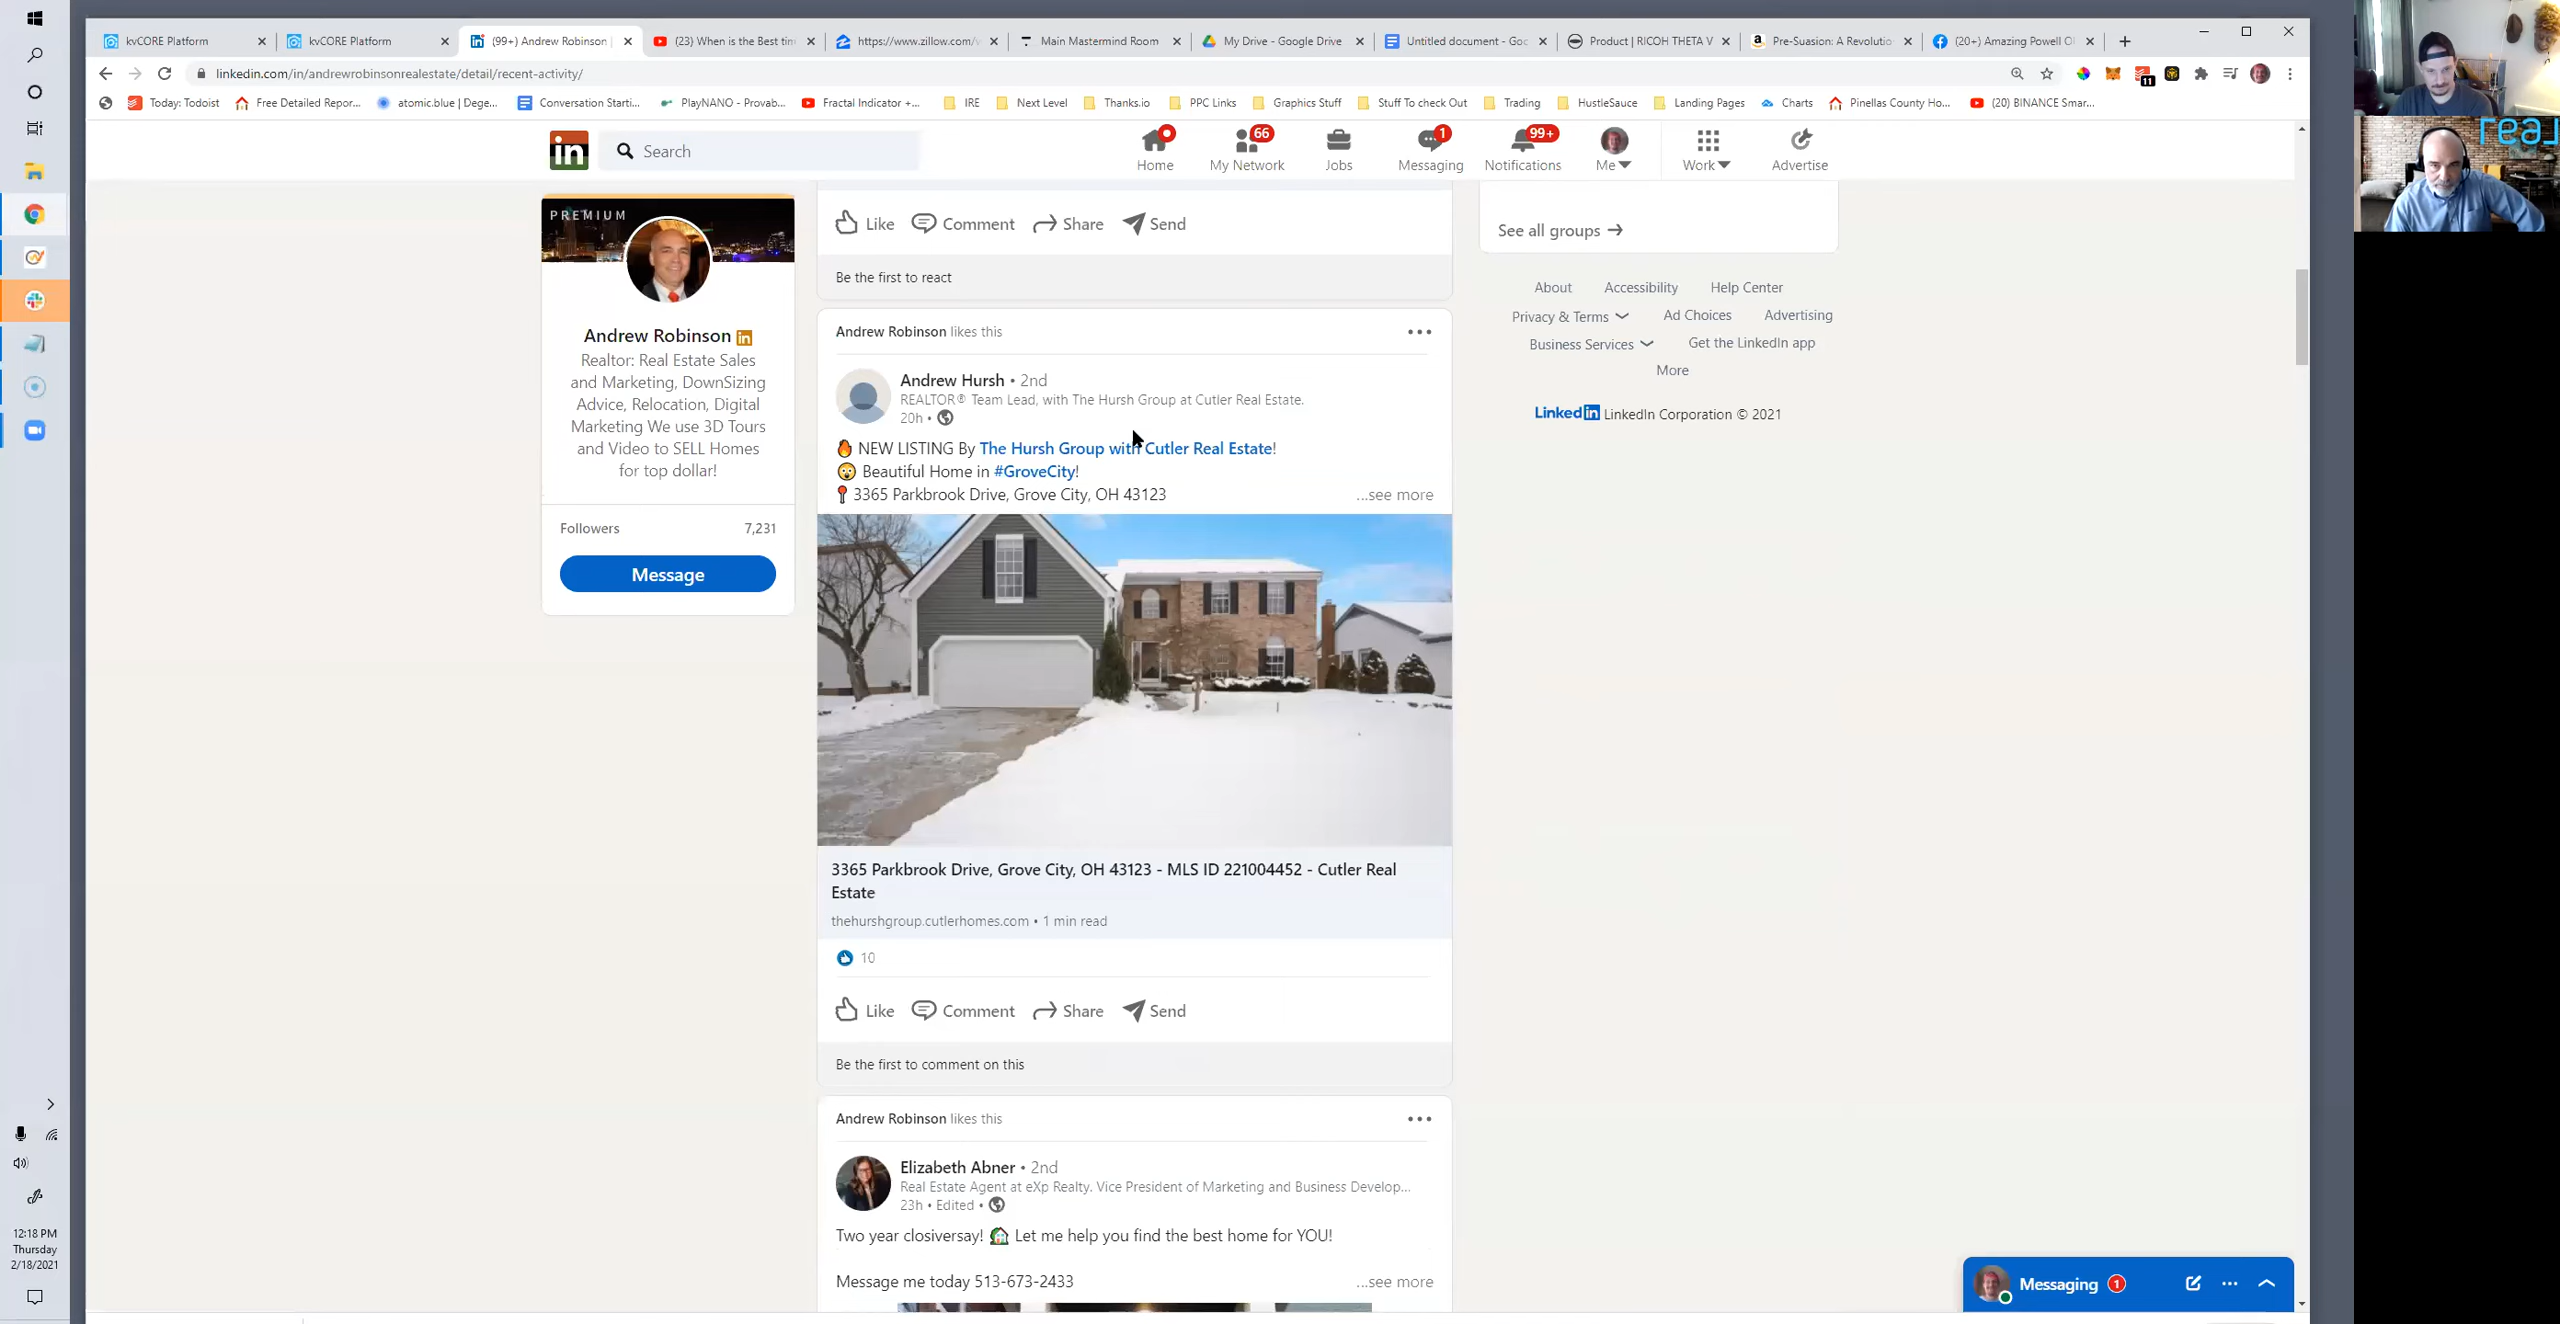 kvCORE Platform
kvCORE Platform
(99+) Andrew Robinson
(23) When is the Best tim
https://www.zillow.com/
Main Mastermind Room
My Drive - Google Drive
Untitled document - Goo
Product | RICOH THETA V
Pre-Suasion: A Revolutio
(20+) Amazing Powell O
linkedin.com/in/andrewrobinsonrealestate/detail/recent-activity/
11
Today: Todoist
Free Detailed Repor...
atomic.blue | Dege...
Conversation Starti...
PlayNANO - Provab...
Fractal Indicator +...
IRE
Next Level
Thanks.io
PPC Links
Graphics Stuff
Stuff To check Out
Trading
HustleSauce
Landing Pages
Charts
Pinellas County Ho...
(20) BINANCE Smar...
in
Search
Home
66
My Network
Jobs
1
Messaging
99+
Notifications
Me
Work
Advertise
real
PREMIUM
Andrew Robinson in
Realtor: Real Estate Sales
and Marketing, DownSizing
Advice, Relocation, Digital
Marketing We use 3D Tours
and Video to SELL Homes
for top dollar!
Followers 7,231
Message
Like Comment Share Send
Be the first to react
Andrew Robinson likes this
Andrew Hursh • 2nd
REALTOR® Team Lead, with The Hursh Group at Cutler Real Estate.
20h •
🔥 NEW LISTING By The Hursh Group with Cutler Real Estate!
😲 Beautiful Home in #GroveCity!
📍 3365 Parkbrook Drive, Grove City, OH 43123
...see more
3365 Parkbrook Drive, Grove City, OH 43123 - MLS ID 221004452 - Cutler Real
Estate
thehurshgroup.cutlerhomes.com • 1 min read
10
Like Comment Share Send
Be the first to comment on this
Andrew Robinson likes this
Elizabeth Abner • 2nd
Real Estate Agent at eXp Realty. Vice President of Marketing and Business Develop...
23h • Edited •
Two year closiversay! 🏡 Let me help you find the best home for YOU!
Message me today 513-673-2433
...see more
See all groups →
About Accessibility Help Center
Privacy & Terms Ad Choices Advertising
Business Services Get the LinkedIn app
More
LinkedIn LinkedIn Corporation © 2021
Messaging 1
12:18 PM
Thursday
2/18/2021